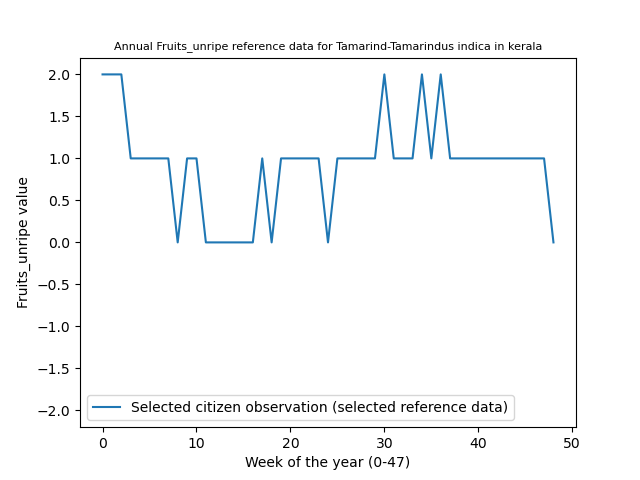 Annual Fruits_unripe reference data for Tamarind-Tamarindus indica in kerala
Fruits_unripe value
2.0
1.5
1.0
0.5
0.0
−0.5
−1.0
−1.5
−2.0
Selected citizen observation (selected reference data)
0 10 20 30 40 50
Week of the year (0-47)